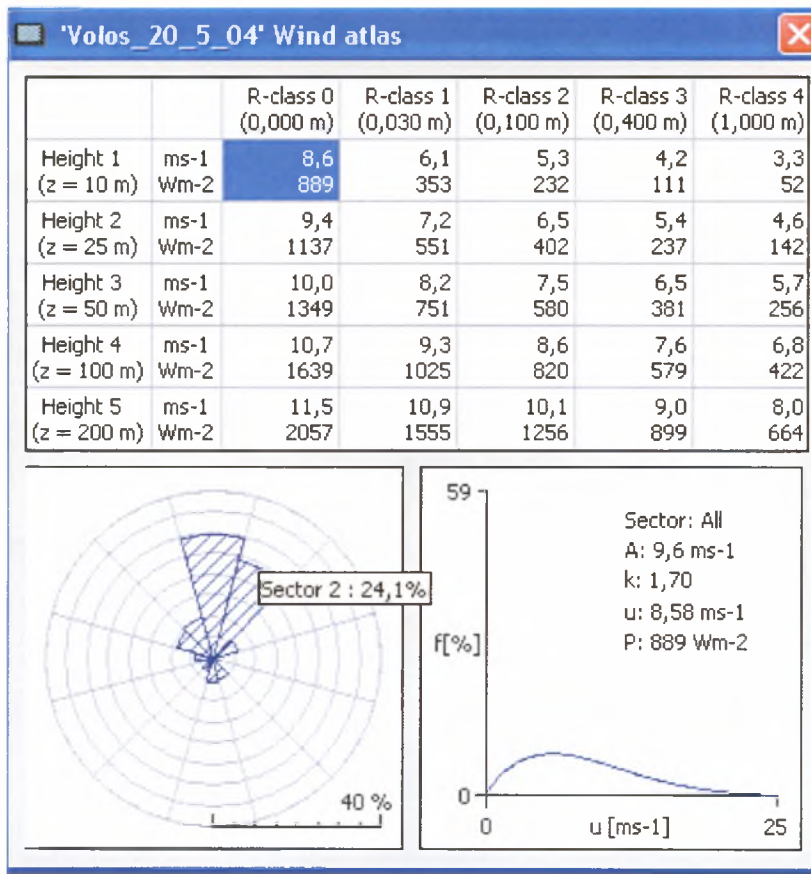 'Volos_20_5_04' Wind atlas
R-class 0 R-class 1 R-class 2 R-class 3 R-class 4
(0,000 m) (0,030 m) (0,100 m) (0,400 m) (1,000 m)
Height 1 ms-1 8,6 6,1 5,3 4,2 3,3
(z = 10 m) Wm-2 889 353 232 111 52
Height 2 ms-1 9,4 7,2 6,5 5,4 4,6
(z = 25 m) Wm-2 1137 551 402 237 142
Height 3 ms-1 10,0 8,2 7,5 6,5 5,7
(z = 50 m) Wm-2 1349 751 580 381 256
Height 4 ms-1 10,7 9,3 8,6 7,6 6,8
(z = 100 m) Wm-2 1639 1025 820 579 422
Height 5 ms-1 11,5 10,9 10,1 9,0 8,0
(z = 200 m) Wm-2 2057 1555 1256 899 664
Sector 2 : 24,1%
40 %
59
Sector: All
A: 9,6 ms-1
k: 1,70
u: 8,58 ms-1
P: 889 Wm-2
f[%]
0
0 u [ms-1] 25